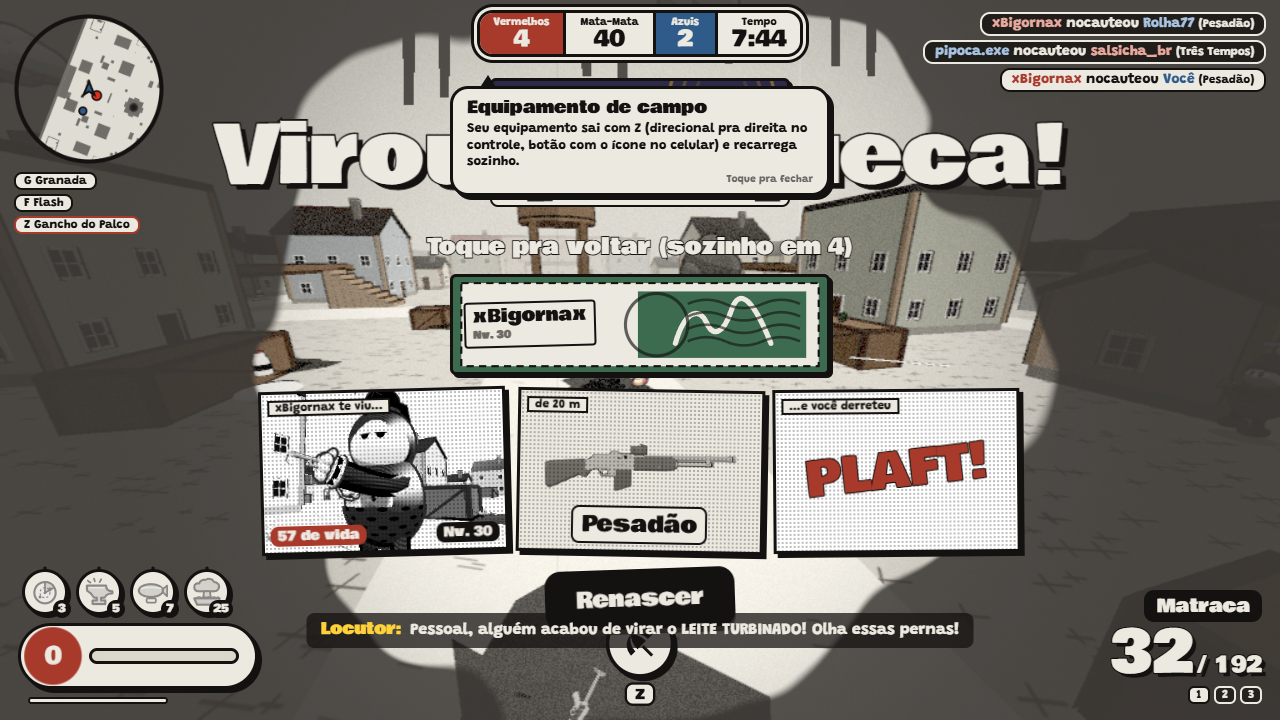 Vermelhos
4
Mata-Mata
40
Azuis
2
Tempo
7:44
xBigornax nocauteou Rolha77 (Pesadão)
pipoca.exe nocauteou salsicha_br (Três Tempos)
xBigornax nocauteou Você (Pesadão)
Equipamento de campo
Seu equipamento sai com Z (direcional pra direita no
controle, botão com o ícone no celular) e recarrega
sozinho.
Toque pra fechar
G Granada
F Flash
Z Gancho do Palco
Toque pra voltar (sozinho em 4)
xBigornax
Nv. 30
xBigornax te viu...
57 de vida
Nv. 30
de 20 m
Pesadão
...e você derreteu
PLAFT!
Renascer
Locutor: Pessoal, alguém acabou de virar o LEITE TURBINADO! Olha essas pernas!
Z
3
5
7
25
0
Matraca
32 / 192
1 2 3